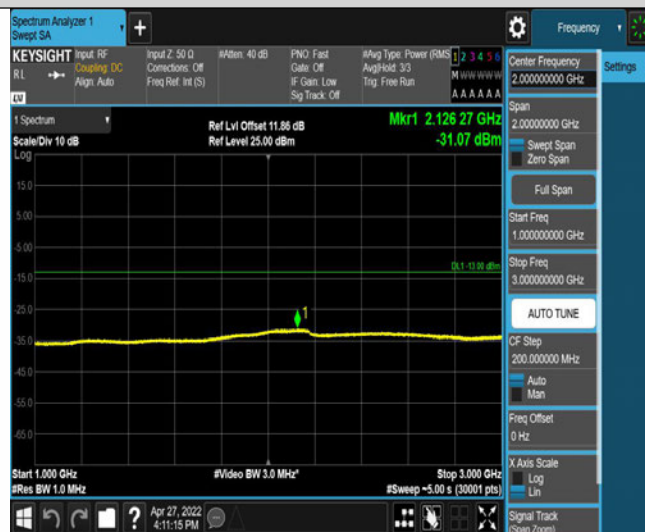 Spectrum Analyzer 1
Swept SA
Frequency
KEYSIGHT
RL
LXI
Input: RF
Coupling: DC
Align: Auto
Input Z: 50 Ω
Corrections: Off
Freq Ref: Int (S)
#Atten: 40 dB
PNO: Fast
Gate: Off
IF Gain: Low
Sig Track: Off
#Avg Type: Power (RMS
Avg|Hold: 3/3
Trig: Free Run
1 2 3 4 5 6
M W W W W W
A A A A A A
1 Spectrum
Scale/Div 10 dB
Log
Ref Lvl Offset 11.86 dB
Ref Level 25.00 dBm
Mkr1 2.126 27 GHz
-31.07 dBm
15.0
5.00
-5.00
-15.0
-25.0
-35.0
-45.0
-55.0
-65.0
DL1 -13.00 dBm
1
Start 1.000 GHz
#Res BW 1.0 MHz
#Video BW 3.0 MHz*
Stop 3.000 GHz
#Sweep ~5.00 s (30001 pts)
Apr 27, 2022
4:11:15 PM
Center Frequency
2.000000000 GHz
Span
2.00000000 GHz
Swept Span
Zero Span
Full Span
Start Freq
1.000000000 GHz
Stop Freq
3.000000000 GHz
AUTO TUNE
CF Step
200.000000 MHz
Auto
Man
Freq Offset
0 Hz
X Axis Scale
Log
Lin
Signal Track
(Span Zoom)
Settings